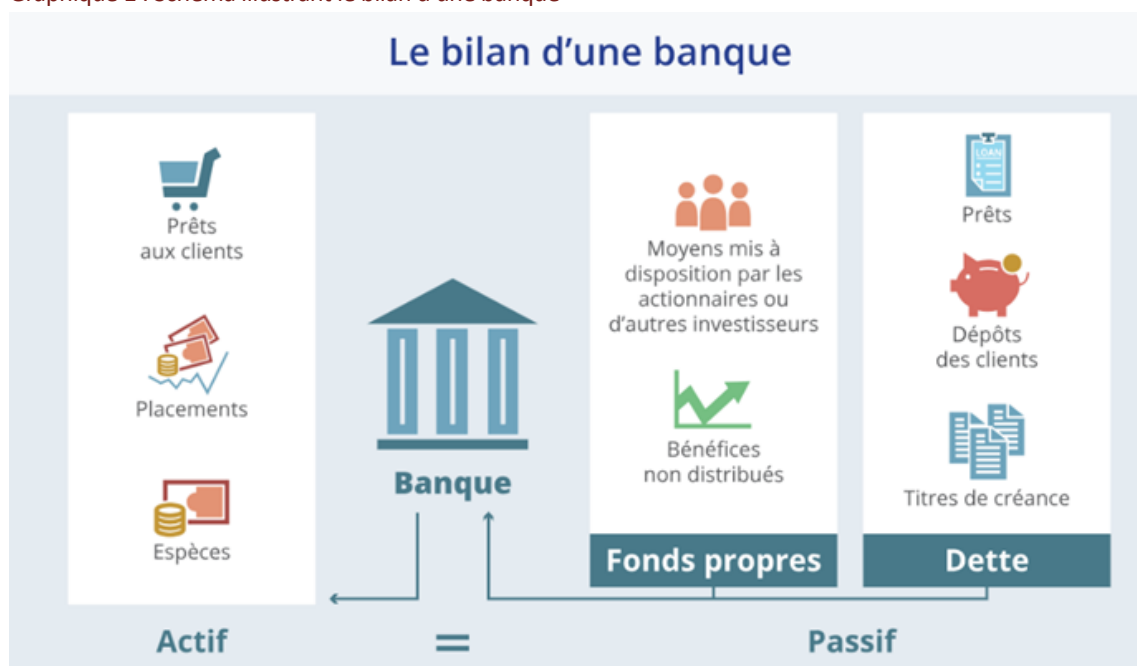 Le bilan d'une banque
Prêts
aux clients
Placements
Espèces
Actif
Banque
=
Moyens mis à
disposition par les
actionnaires ou
d'autres investisseurs
Bénéfices
non distribués
Fonds propres
LOAN
Prêts
Dépôts
des clients
Titres de créance
Dette
Passif